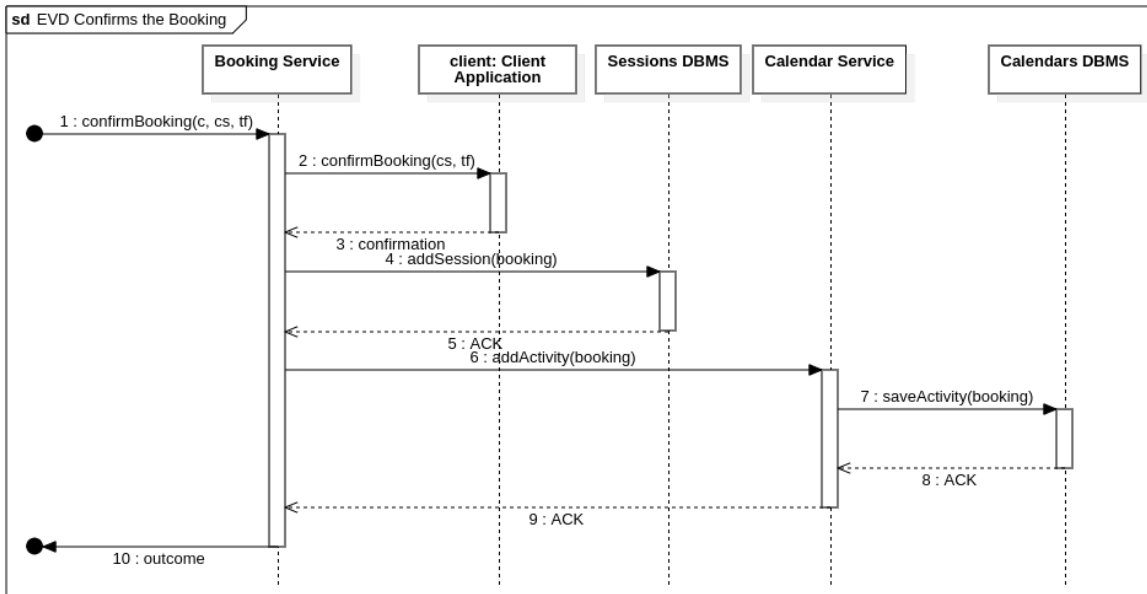 sd EVD Confirms the Booking
Booking Service
client: Client
Application
Sessions DBMS
Calendar Service
Calendars DBMS
1 : confirmBooking(c, cs, tf)
2 : confirmBooking(cs, tf)
3 : confirmation
4 : addSession(booking)
5 : ACK
6 : addActivity(booking)
7 : saveActivity(booking)
8 : ACK
9 : ACK
10 : outcome